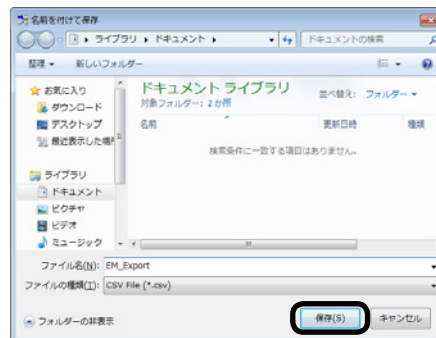 名前を付けて保存
ライブラリ ▸ ドキュメント ▸
ドキュメントの検索
整理 ▾ 新しいフォルダー
お気に入り
ダウンロード
デスクトップ
最近表示した場所
ライブラリ
ドキュメント
ピクチャ
ビデオ
ミュージック
ドキュメント ライブラリ
対象フォルダー: 2 か所
並べ替え: フォルダー ▾
名前 更新日時 種類
検索条件に一致する項目はありません。
ファイル名(N): EM_Export
ファイルの種類(T): CSV File (*.csv)
フォルダーの非表示
保存(S)
キャンセル